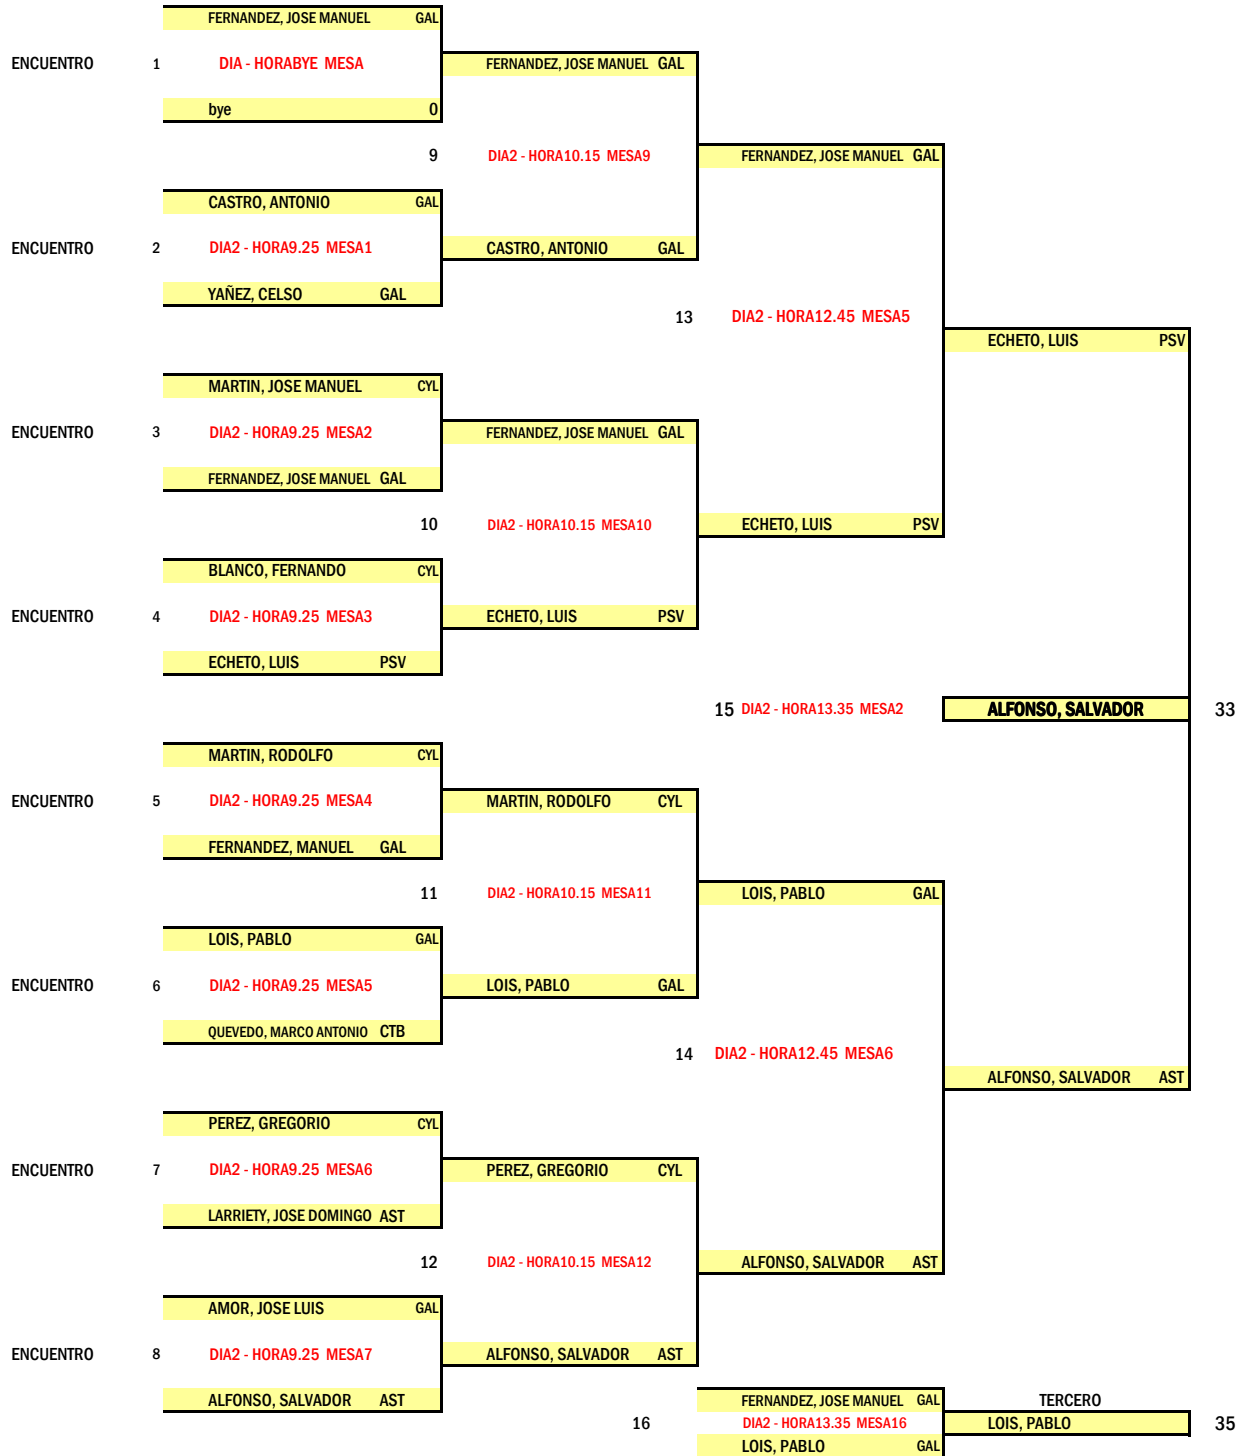 FERNANDEZ, JOSE MANUEL GAL
ENCUENTRO 1 DIA - HORABYE MESA FERNANDEZ, JOSE MANUEL GAL
bye 0
9 DIA2 - HORA10.15 MESA9 FERNANDEZ, JOSE MANUEL GAL
CASTRO, ANTONIO GAL
ENCUENTRO 2 DIA2 - HORA9.25 MESA1 CASTRO, ANTONIO GAL
YAÑEZ, CELSO GAL
13 DIA2 - HORA12.45 MESA5
ECHETO, LUIS PSV
MARTIN, JOSE MANUEL CYL
ENCUENTRO 3 DIA2 - HORA9.25 MESA2 FERNANDEZ, JOSE MANUEL GAL
FERNANDEZ, JOSE MANUEL GAL
10 DIA2 - HORA10.15 MESA10 ECHETO, LUIS PSV
BLANCO, FERNANDO CYL
ENCUENTRO 4 DIA2 - HORA9.25 MESA3 ECHETO, LUIS PSV
ECHETO, LUIS PSV
15 DIA2 - HORA13.35 MESA2 ALFONSO, SALVADOR 33
MARTIN, RODOLFO CYL
ENCUENTRO 5 DIA2 - HORA9.25 MESA4 MARTIN, RODOLFO CYL
FERNANDEZ, MANUEL GAL
11 DIA2 - HORA10.15 MESA11 LOIS, PABLO GAL
LOIS, PABLO GAL
ENCUENTRO 6 DIA2 - HORA9.25 MESA5 LOIS, PABLO GAL
QUEVEDO, MARCO ANTONIO CTB
14 DIA2 - HORA12.45 MESA6
ALFONSO, SALVADOR AST
PEREZ, GREGORIO CYL
ENCUENTRO 7 DIA2 - HORA9.25 MESA6 PEREZ, GREGORIO CYL
LARRIETY, JOSE DOMINGO AST
12 DIA2 - HORA10.15 MESA12 ALFONSO, SALVADOR AST
AMOR, JOSE LUIS GAL
ENCUENTRO 8 DIA2 - HORA9.25 MESA7 ALFONSO, SALVADOR AST
ALFONSO, SALVADOR AST FERNANDEZ, JOSE MANUEL GAL TERCERO
16 DIA2 - HORA13.35 MESA16 LOIS, PABLO 35
LOIS, PABLO GAL